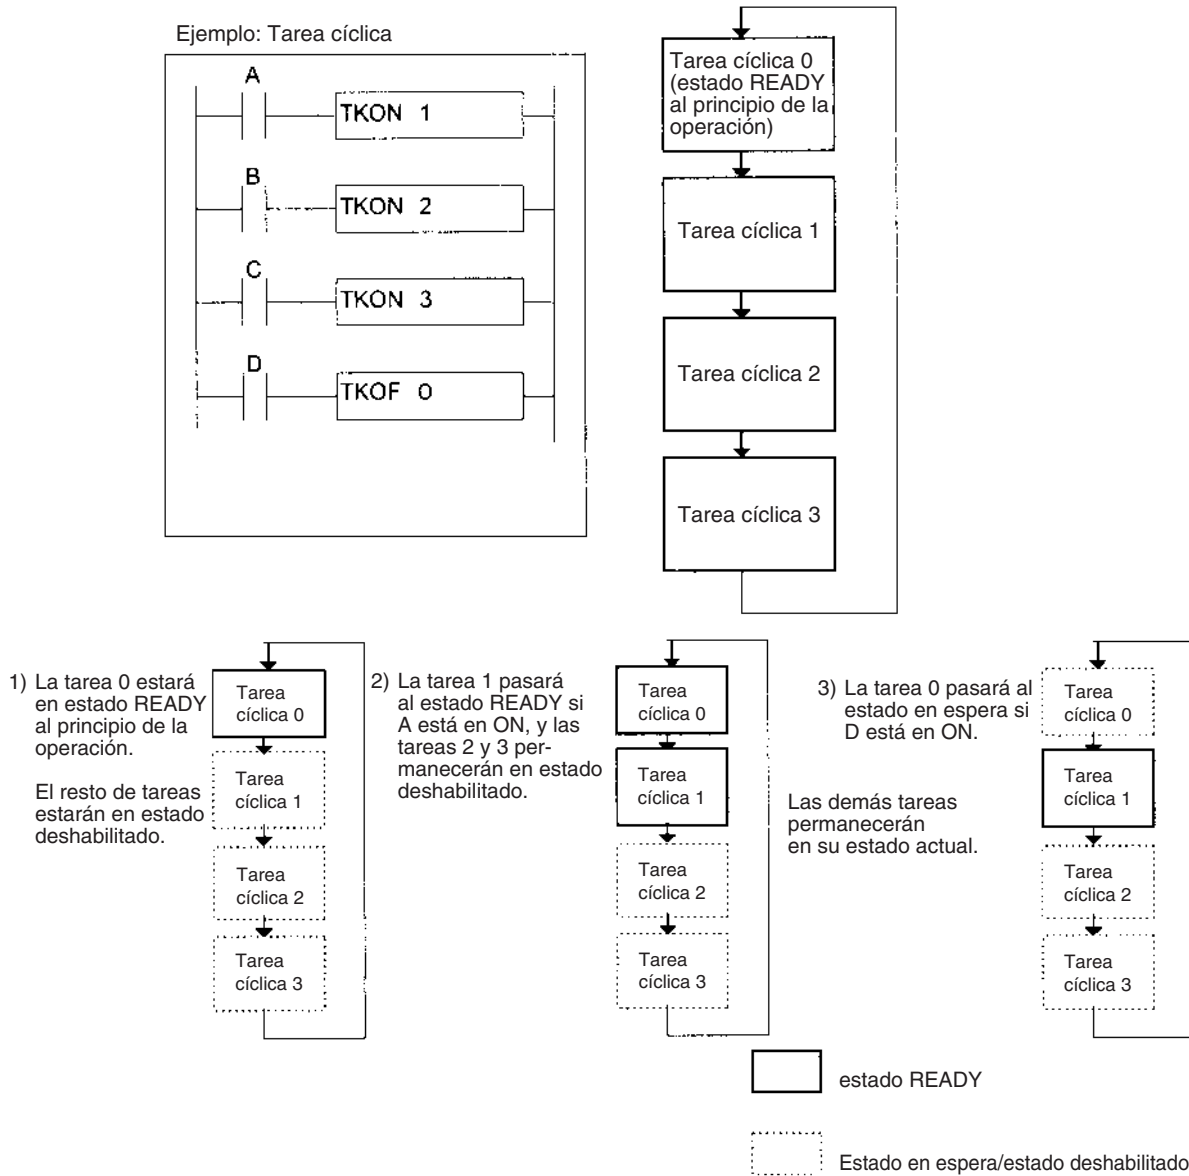 Ejemplo: Tarea cíclica
A
TKON 1
B
TKON 2
C
TKON 3
D
TKOF 0
Tarea cíclica 0
(estado READY
al principio de la
operación)
Tarea cíclica 1
Tarea cíclica 2
Tarea cíclica 3
1) La tarea 0 estará
en estado READY
al principio de la
operación.
El resto de tareas
estarán en estado
deshabilitado.
Tarea
cíclica 0
Tarea
cíclica 1
Tarea
cíclica 2
Tarea
cíclica 3
2) La tarea 1 pasará
al estado READY si
A está en ON, y las
tareas 2 y 3 per-
manecerán en estado
deshabilitado.
Tarea
cíclica 0
Tarea
cíclica 1
Tarea
cíclica 2
Tarea
cíclica 3
3) La tarea 0 pasará al
estado en espera si
D está en ON.
Las demás tareas
permanecerán
en su estado actual.
Tarea
cíclica 0
Tarea
cíclica 1
Tarea
cíclica 2
Tarea
cíclica 3
estado READY
Estado en espera/estado deshabilitado